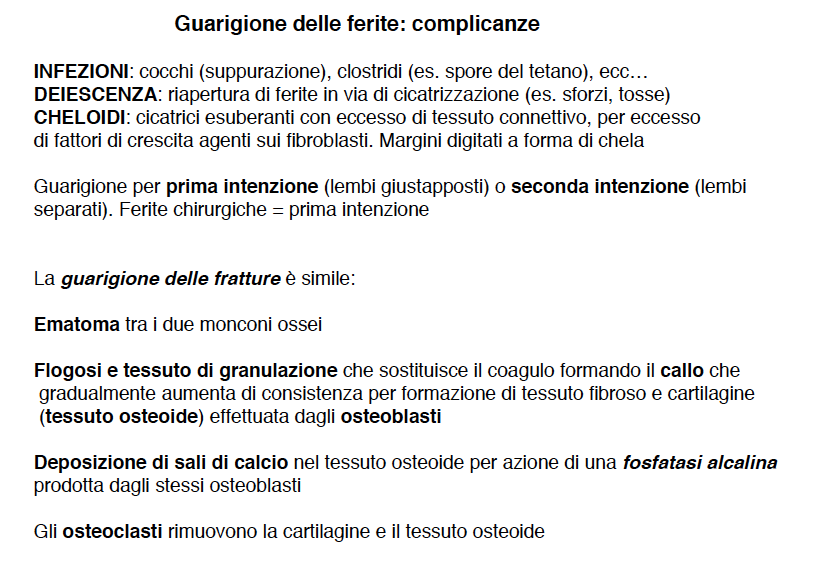 Guarigione delle ferite: complicanze
INFEZIONI: cocchi (suppurazione), clostridi (es. spore del tetano), ecc…
DEIESCENZA: riapertura di ferite in via di cicatrizzazione (es. sforzi, tosse)
CHELOIDI: cicatrici esuberanti con eccesso di tessuto connettivo, per eccesso
di fattori di crescita agenti sui fibroblasti. Margini digitati a forma di chela
Guarigione per prima intenzione (lembi giustapposti) o seconda intenzione (lembi
separati). Ferite chirurgiche = prima intenzione
La guarigione delle fratture è simile:
Ematoma tra i due monconi ossei
Flogosi e tessuto di granulazione che sostituisce il coagulo formando il callo che
gradualmente aumenta di consistenza per formazione di tessuto fibroso e cartilagine
(tessuto osteoide) effettuata dagli osteoblasti
Deposizione di sali di calcio nel tessuto osteoide per azione di una fosfatasi alcalina
prodotta dagli stessi osteoblasti
Gli osteoclasti rimuovono la cartilagine e il tessuto osteoide